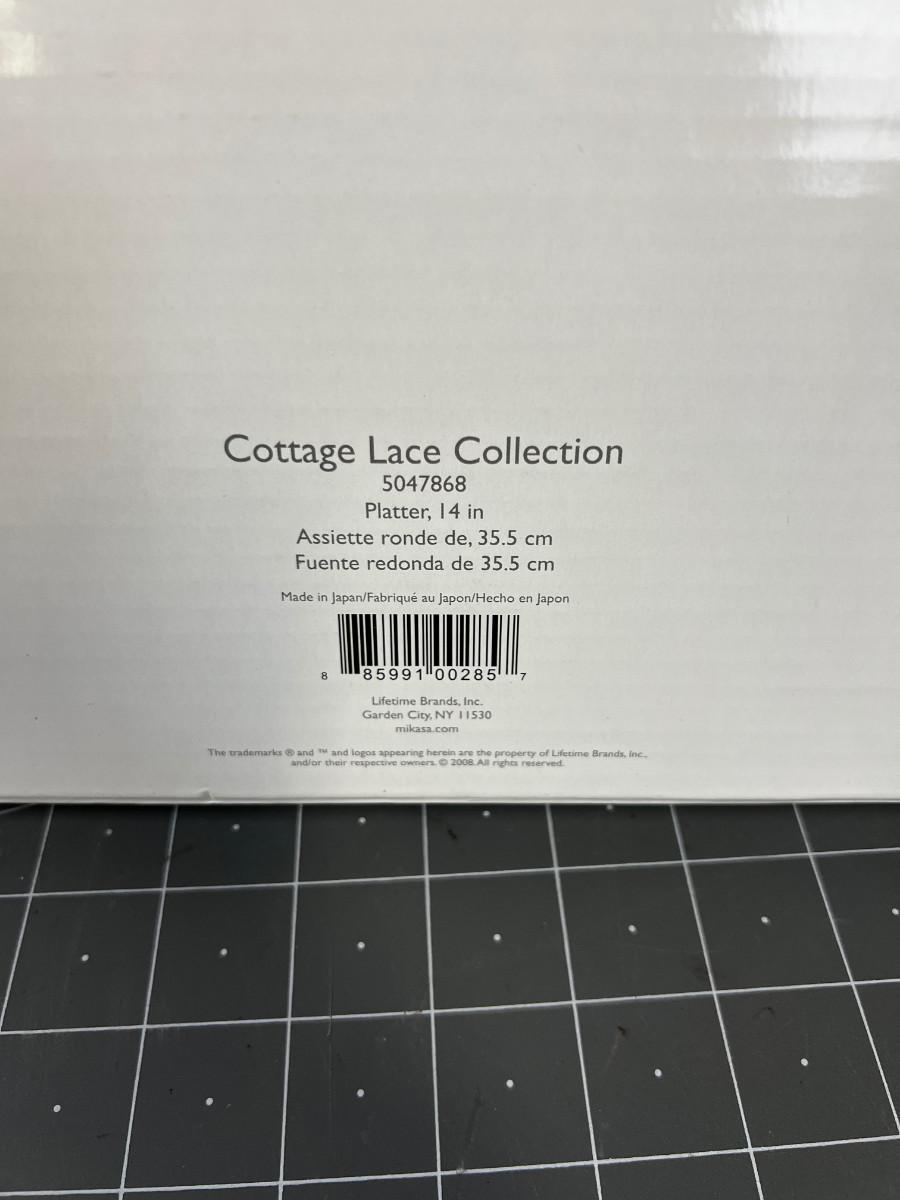 Cottage Lace Collection
5047868
Platter, 14 in
Assiette ronde de, 35.5 cm
Fuente redonda de 35.5 cm
Made in Japan/Fabriqué au Japon/Hecho en Japon
8 85991 00285 7
Lifetime Brands, Inc.
Garden City, NY 11530
mikasa.com
The trademarks ® and ™ and logos appearing herein are the property of Lifetime Brands, Inc.,
and/or their respective owners. © 2008. All rights reserved.